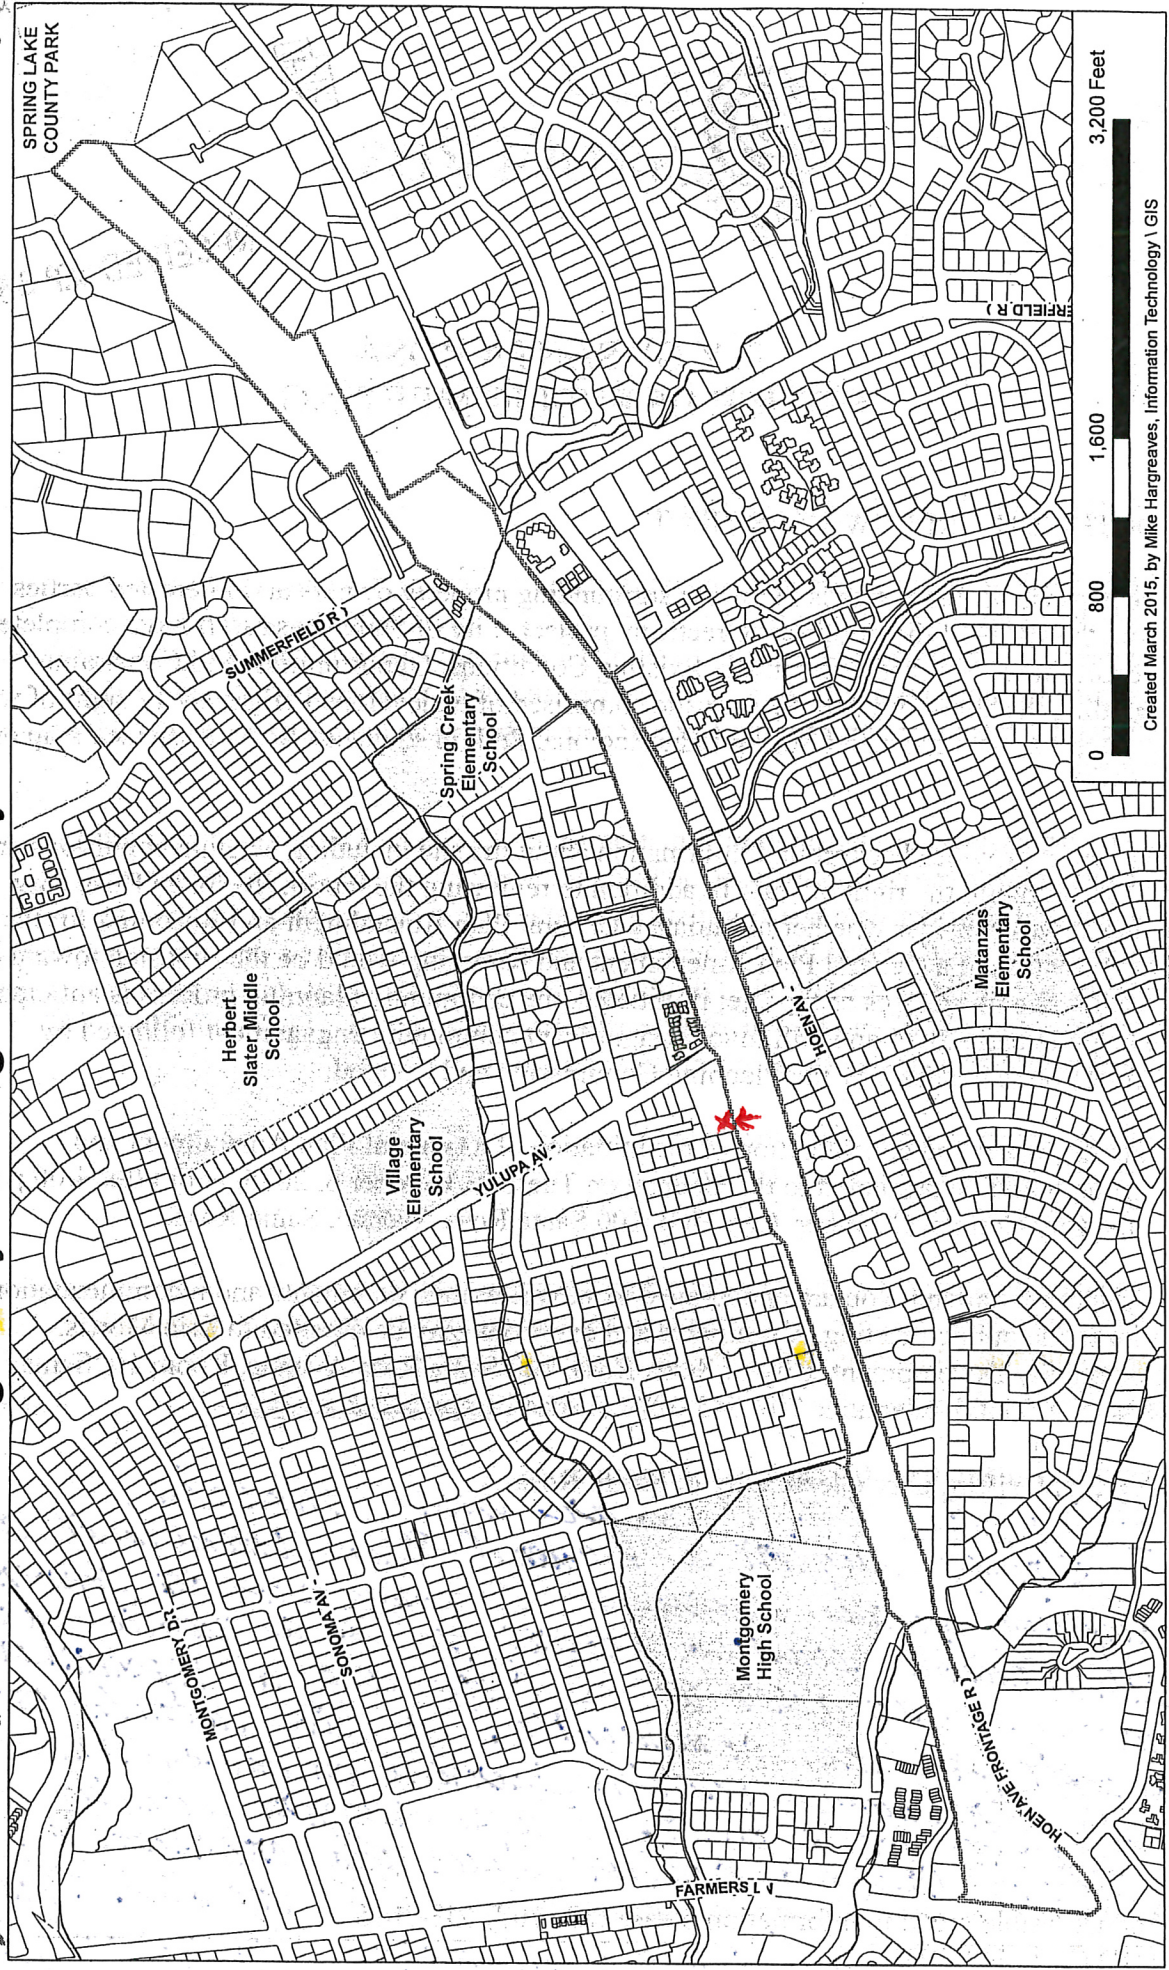 SPRING LAKE
COUNTY PARK
SUMMERFIELD R
Spring Creek
Elementary
School
Herbert
Slater Middle
School
Village
Elementary
School
YULUPA AV
HOEN AV
Matanzas
Elementary
School
ERFIELD R
MONTGOMERY DR
SONOMA AV
Montgomery
High School
FARMERS LN
HOEN AVE FRONTAGE R
0 800 1,600 3,200 Feet
Created March 2015, by Mike Hargreaves, Information Technology \ GIS